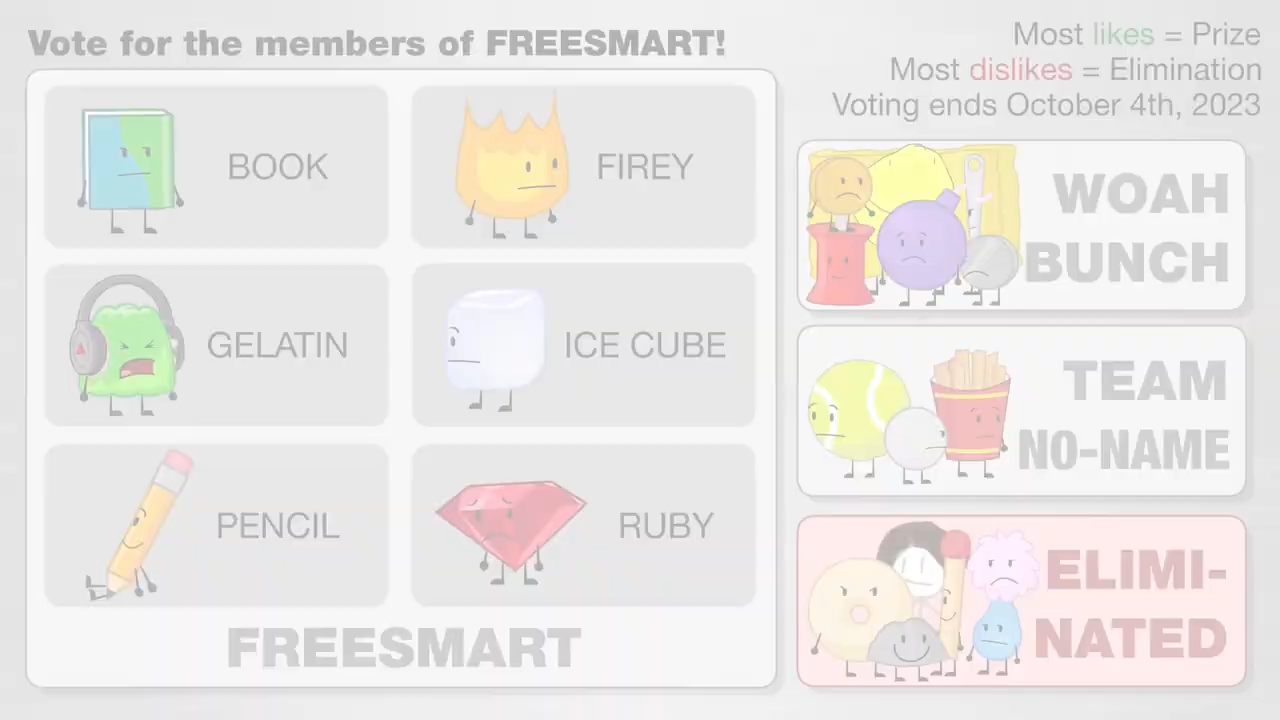 Vote for the members of FREESMART!
BOOK
FIREY
GELATIN
ICE CUBE
PENCIL
RUBY
FREESMART
Most likes = Prize
Most dislikes = Elimination
Voting ends October 4th, 2023
WOAH
BUNCH
TEAM
N0-NAME
ELIMI-
NATED